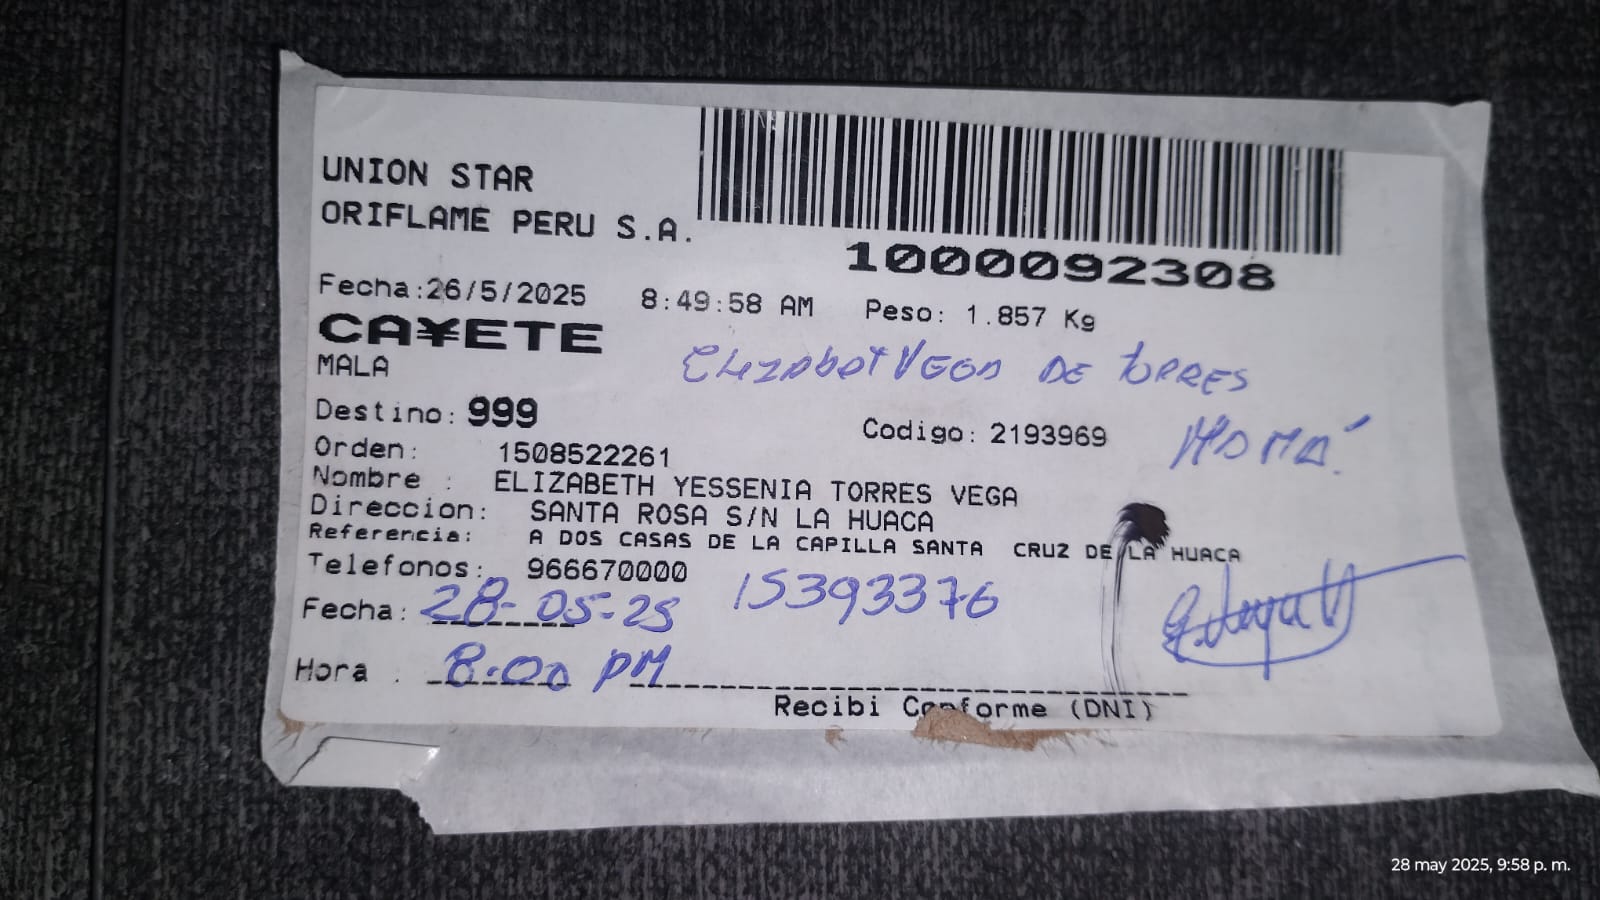 UNION STAR
ORIFLAME PERU S.A.
1000092308
Fecha:26/5/2025 8:49:58 AM Peso: 1.857 Kg
CA¥ETE
MALA
Elizabet Vega DE TORRES
Destino: 999
Codigo: 2193969
MAMÁ.
Orden: 1508522261
Nombre : ELIZABETH YESSENIA TORRES VEGA
Direccion: SANTA ROSA S/N LA HUACA
Referencia: A DOS CASAS DE LA CAPILLA SANTA CRUZ DE LA HUACA
Telefonos: 966670000
15393376
Fecha: 28-05-25
Hora : 8:00 PM
Recibi Conforme (DNI)
28 may 2025, 9:58 p. m.